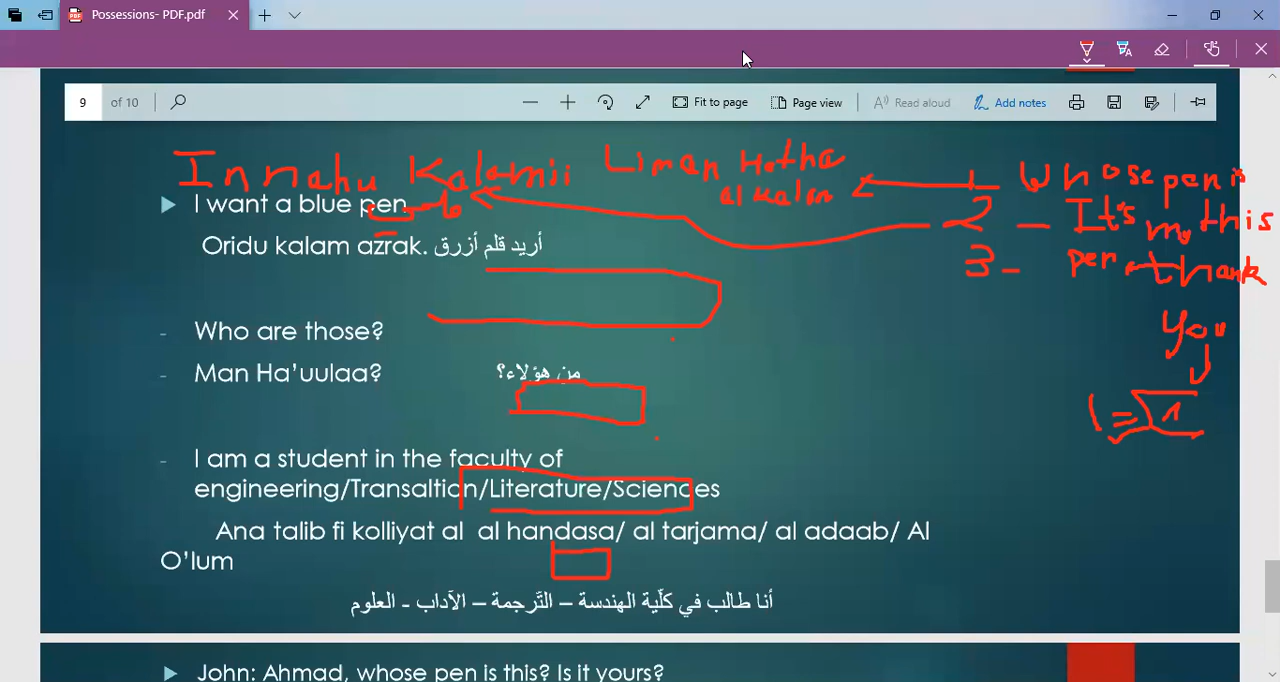 Possessions- PDF.pdf
9 of 10
Fit to page
Page view
Read aloud
Add notes
Innahu Kalamii
Liman Hatha
al Kalam
1 - Whose pen is
2 - It's my this
3 - pen thank
you
I want a blue pen
Oridu kalam azrak. أريد قلم أزرق
Who are those?
Man Ha'uulaa? من هؤلاء؟
I am a student in the faculty of
engineering/Transaltion/Literature/Sciences
Ana talib fi kolliyat al al handasa/ al tarjama/ al adaab/ Al
O'lum
أنا طالب في كلّية الهندسة – التَّرجمة – الآداب - العلوم
John: Ahmad, whose pen is this? Is it yours?